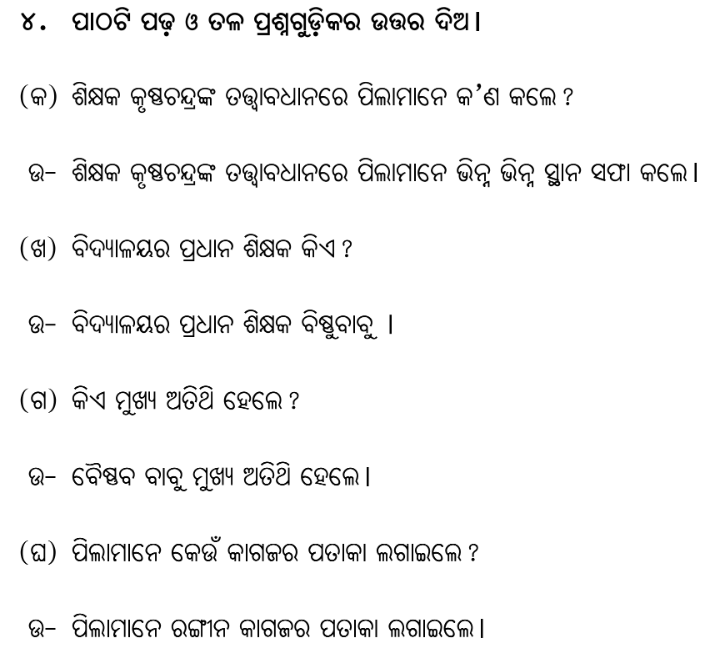 ୪. ପାଠଟି ପଢ଼ ଓ ତଳ ପ୍ରଶ୍ନଗୁଡ଼ିକର ଉତ୍ତର ଦିଅ।
(କ) ଶିକ୍ଷକ କୃଷ୍ଣଚନ୍ଦ୍ରଙ୍କ ତତ୍ତ୍ୱାବଧାନରେ ପିଲାମାନେ କ’ଣ କଲେ ?
ଉ- ଶିକ୍ଷକ କୃଷ୍ଣଚନ୍ଦ୍ରଙ୍କ ତତ୍ତ୍ୱାବଧାନରେ ପିଲାମାନେ ଭିନ୍ନ ଭିନ୍ନ ସ୍ଥାନ ସଫା କଲେ।
(ଖ) ବିଦ୍ୟାଳୟର ପ୍ରଧାନ ଶିକ୍ଷକ କିଏ ?
ଉ- ବିଦ୍ୟାଳୟର ପ୍ରଧାନ ଶିକ୍ଷକ ବିଷ୍ଣୁବାବୁ ।
(ଗ) କିଏ ମୁଖ୍ୟ ଅତିଥି ହେଲେ ?
ଉ- ବୈଷ୍ଣବ ବାବୁ ମୁଖ୍ୟ ଅତିଥି ହେଲେ।
(ଘ) ପିଲାମାନେ କେଉଁ କାଗଜର ପତାକା ଲଗାଇଲେ ?
ଉ- ପିଲାମାନେ ରଙ୍ଗୀନ କାଗଜର ପତାକା ଲଗାଇଲେ।